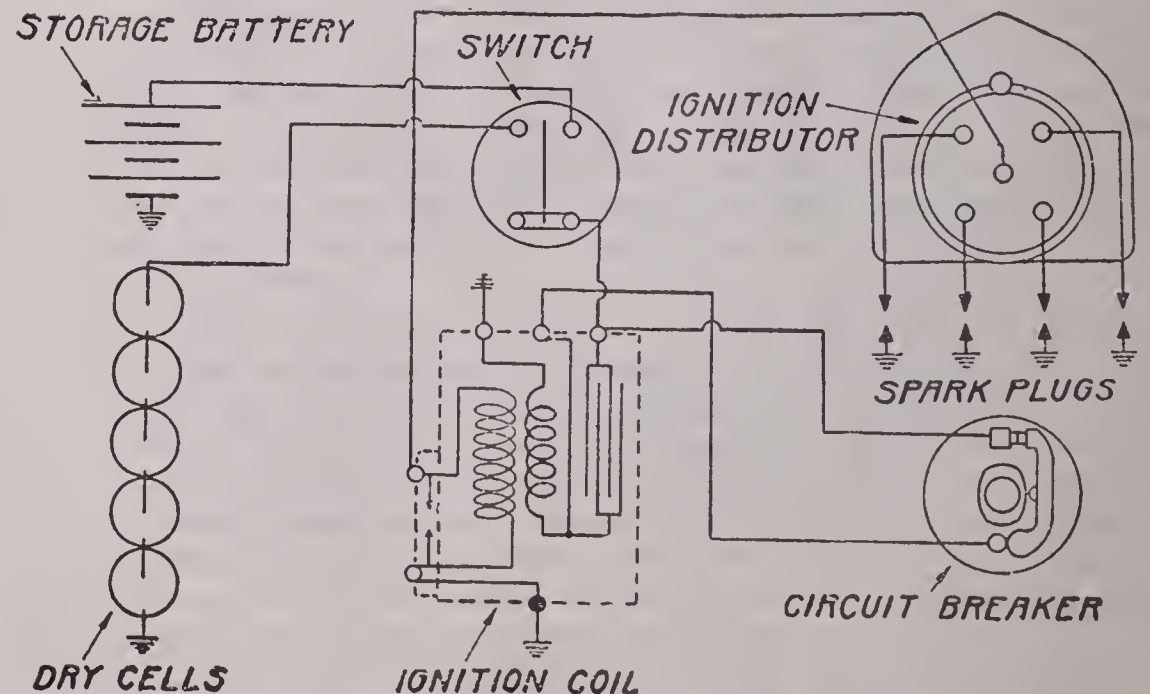 STORAGE BATTERY
SWITCH
IGNITION
DISTRIBUTOR
SPARK PLUGS
CIRCUIT BREAKER
DRY CELLS
IGNITION COIL